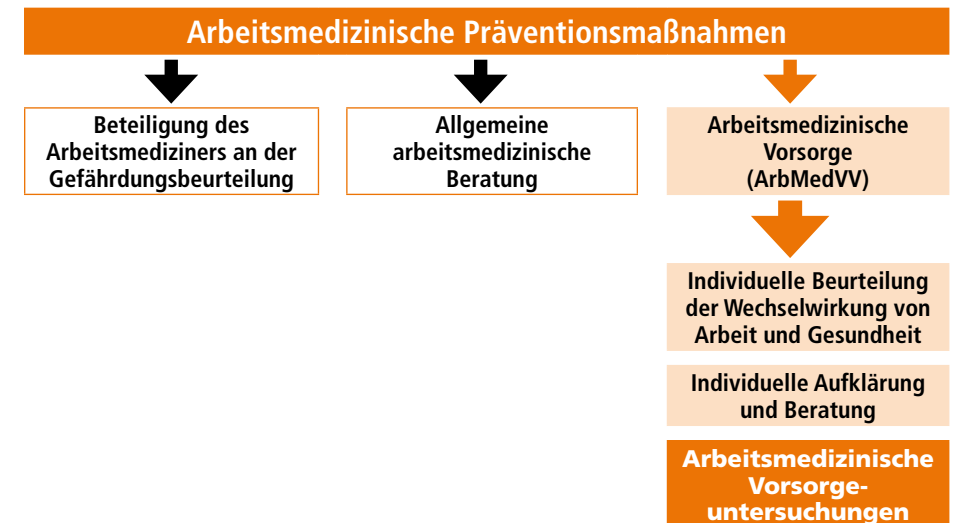 Arbeitsmedizinische Präventionsmaßnahmen
Beteiligung des
Arbeitsmediziners an der
Gefährdungsbeurteilung
Allgemeine
arbeitsmedizinische
Beratung
Arbeitsmedizinische
Vorsorge
(ArbMedVV)
Individuelle Beurteilung
der Wechselwirkung von
Arbeit und Gesundheit
Individuelle Aufklärung
und Beratung
Arbeitsmedizinische
Vorsorge-
untersuchungen